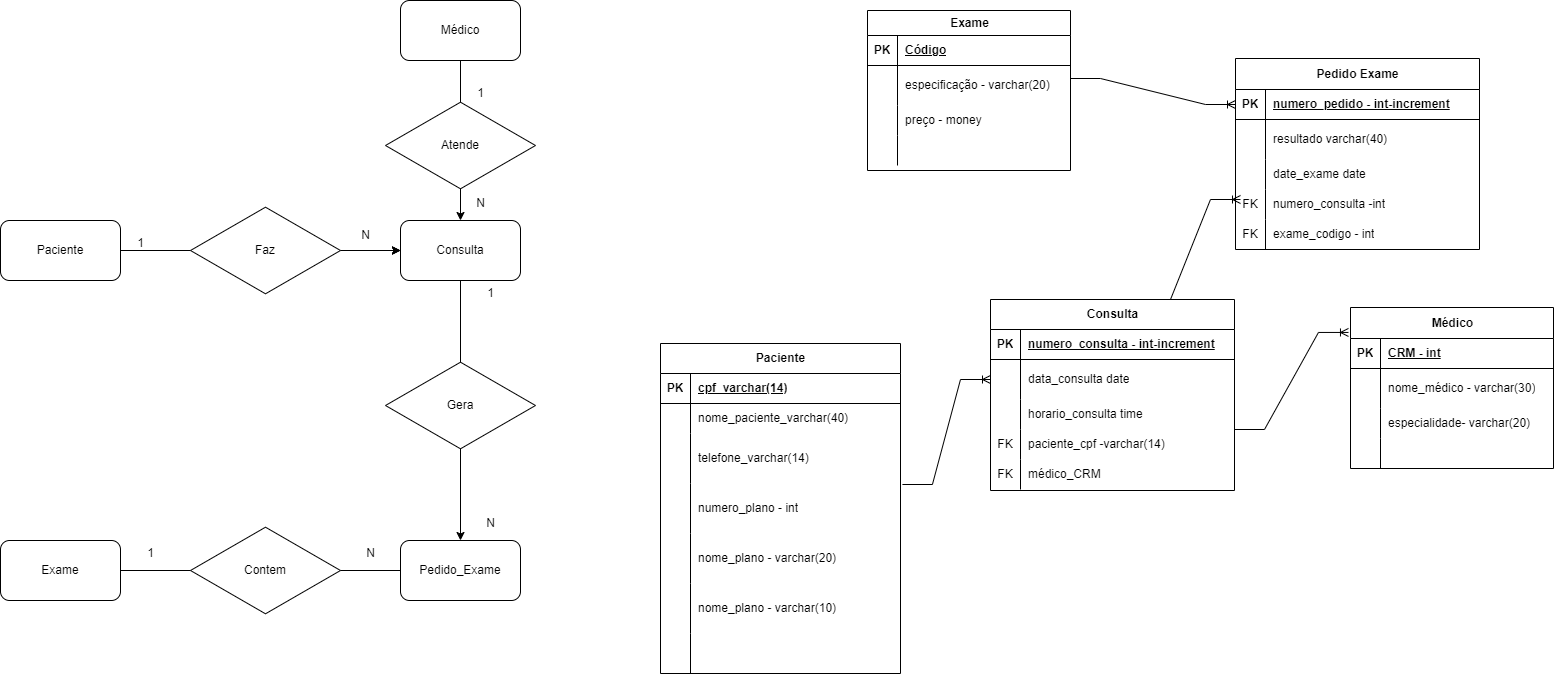 Médico
1
Atende
N
Paciente
1
Faz
N
Consulta
1
Gera
N
Exame
1
Contem
N
Pedido_Exame
Exame
PK Código
especificação - varchar(20)
preço - money
Pedido Exame
PK numero_pedido - int-increment
resultado varchar(40)
date_exame date
FK numero_consulta -int
FK exame_codigo - int
Consulta
PK numero_consulta - int-increment
data_consulta date
horario_consulta time
FK paciente_cpf -varchar(14)
FK médico_CRM
Médico
PK CRM - int
nome_médico - varchar(30)
especialidade- varchar(20)
Paciente
PK cpf_varchar(14)
nome_paciente_varchar(40)
telefone_varchar(14)
numero_plano - int
nome_plano - varchar(20)
nome_plano - varchar(10)